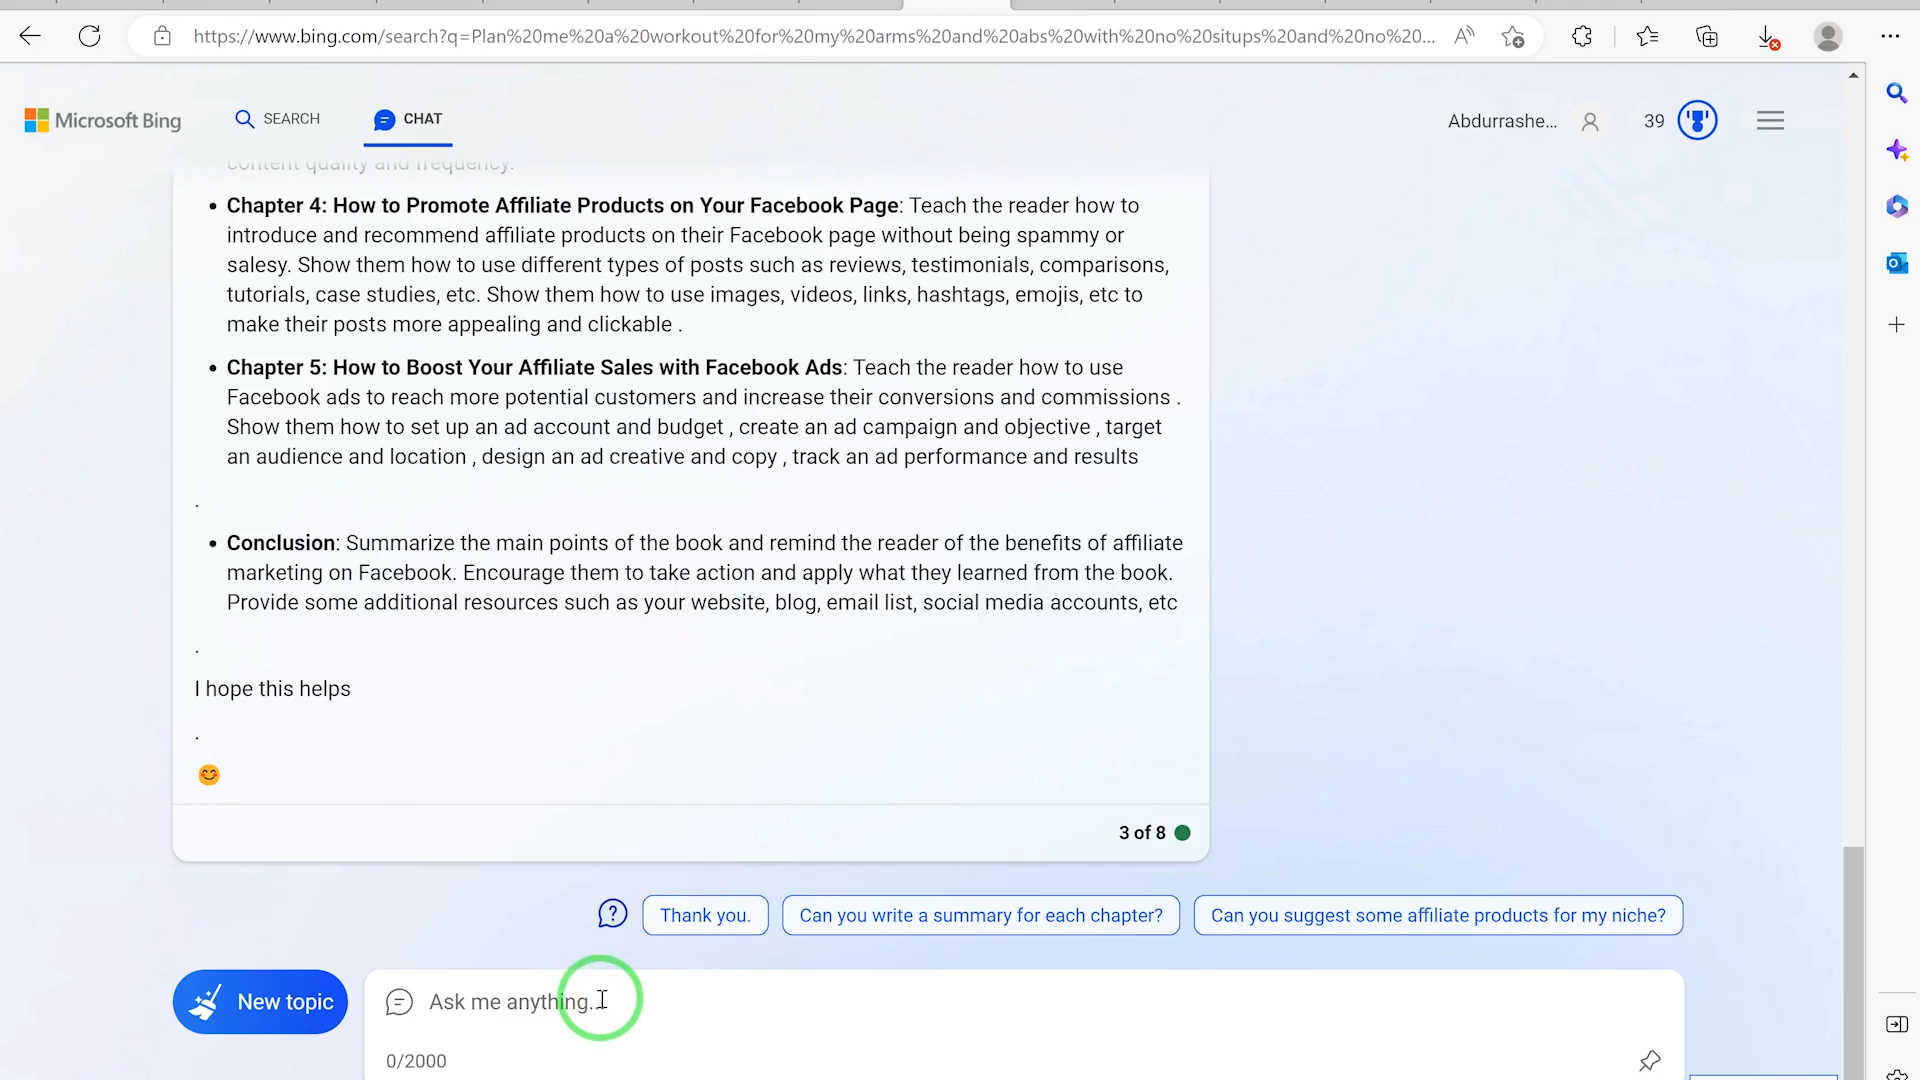 https://www.bing.com/search?q=Plan%20me%20a%20workout%20for%20my%20arms%20and%20abs%20with%20no%20situps%20and%20no%20...
Microsoft Bing
SEARCH
CHAT
Abdurrashe...
39
content quality and frequency.
• Chapter 4: How to Promote Affiliate Products on Your Facebook Page: Teach the reader how to
introduce and recommend affiliate products on their Facebook page without being spammy or
salesy. Show them how to use different types of posts such as reviews, testimonials, comparisons,
tutorials, case studies, etc. Show them how to use images, videos, links, hashtags, emojis, etc to
make their posts more appealing and clickable .
• Chapter 5: How to Boost Your Affiliate Sales with Facebook Ads: Teach the reader how to use
Facebook ads to reach more potential customers and increase their conversions and commissions .
Show them how to set up an ad account and budget , create an ad campaign and objective , target
an audience and location , design an ad creative and copy , track an ad performance and results
.
• Conclusion: Summarize the main points of the book and remind the reader of the benefits of affiliate
marketing on Facebook. Encourage them to take action and apply what they learned from the book.
Provide some additional resources such as your website, blog, email list, social media accounts, etc
.
I hope this helps
.
😊
3 of 8
Thank you.
Can you write a summary for each chapter?
Can you suggest some affiliate products for my niche?
New topic
Ask me anything...
0/2000